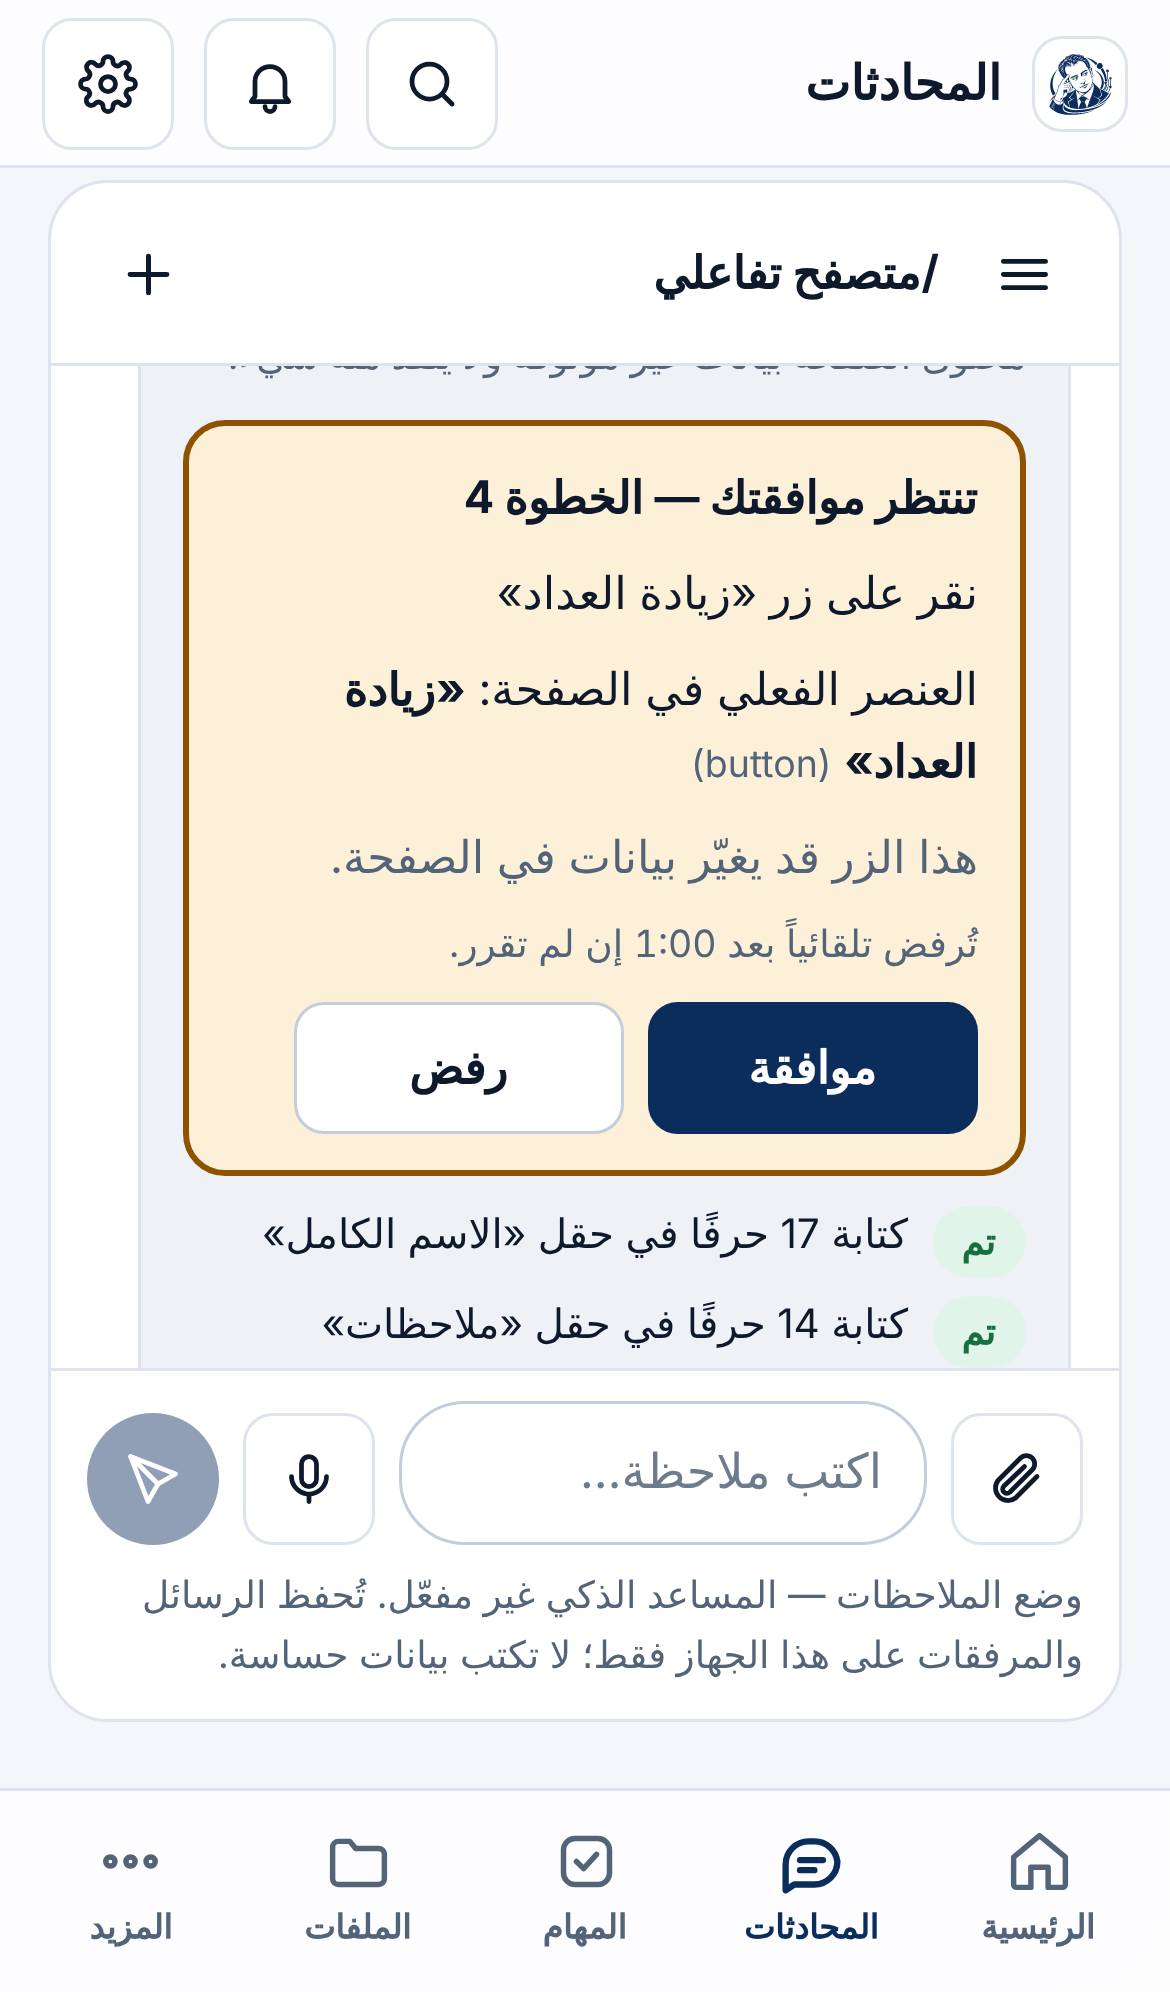 المحادثات
/متصفح تفاعلي
تنتظر موافقتك — الخطوة 4
نقر على زر «زيادة العداد»
العنصر الفعلي في الصفحة: «زيادة
العداد» (button)
هذا الزر قد يغيّر بيانات في الصفحة.
تُرفض تلقائياً بعد 1:00 إن لم تقرر.
موافقة
رفض
تم كتابة 17 حرفًا في حقل «الاسم الكامل»
تم كتابة 14 حرفًا في حقل «ملاحظات»
اكتب ملاحظة...
وضع الملاحظات — المساعد الذكي غير مفعّل. تُحفظ الرسائل
والمرفقات على هذا الجهاز فقط؛ لا تكتب بيانات حساسة.
الرئيسية
المحادثات
المهام
الملفات
المزيد